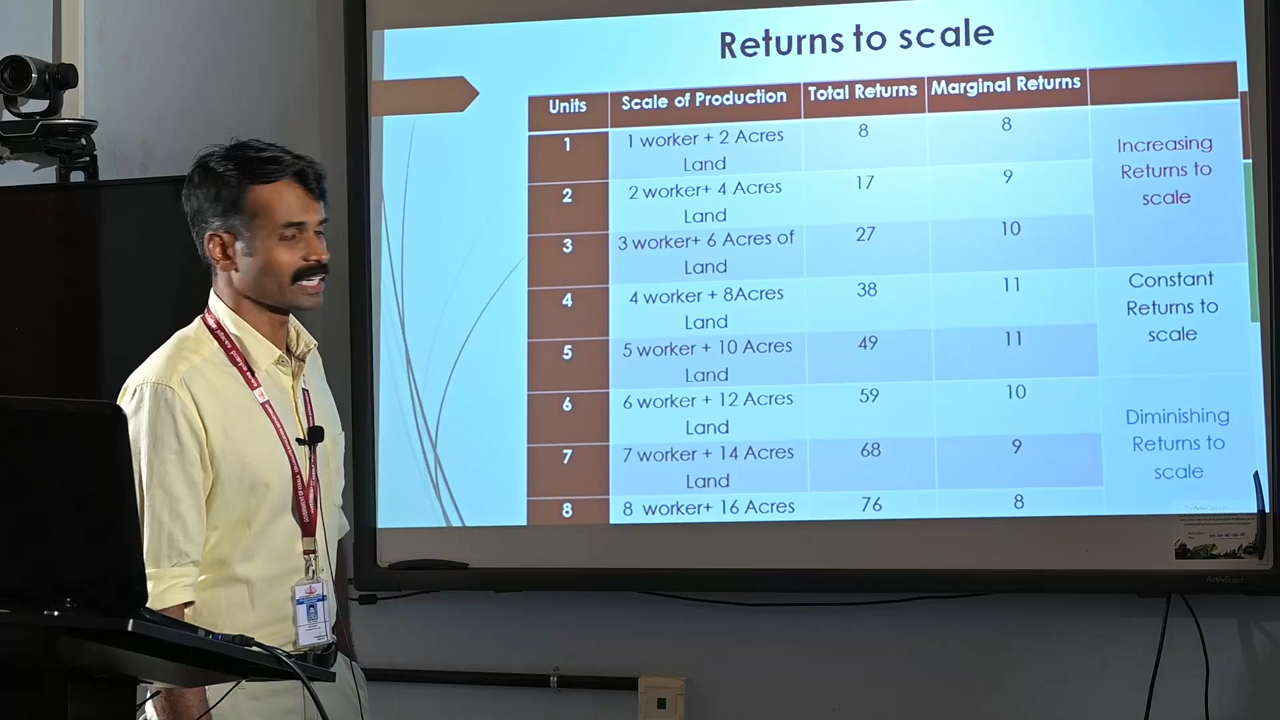 Returns to scale
Units Scale of Production Total Returns Marginal Returns
1 1 worker + 2 Acres Land 8 8
2 2 worker+ 4 Acres Land 17 9
3 3 worker+ 6 Acres of Land 27 10
Increasing Returns to scale
4 4 worker + 8Acres Land 38 11
5 5 worker + 10 Acres Land 49 11
Constant Returns to scale
6 6 worker + 12 Acres Land 59 10
7 7 worker + 14 Acres Land 68 9
8 8 worker+ 16 Acres 76 8
Diminishing Returns to scale
ActivBoard